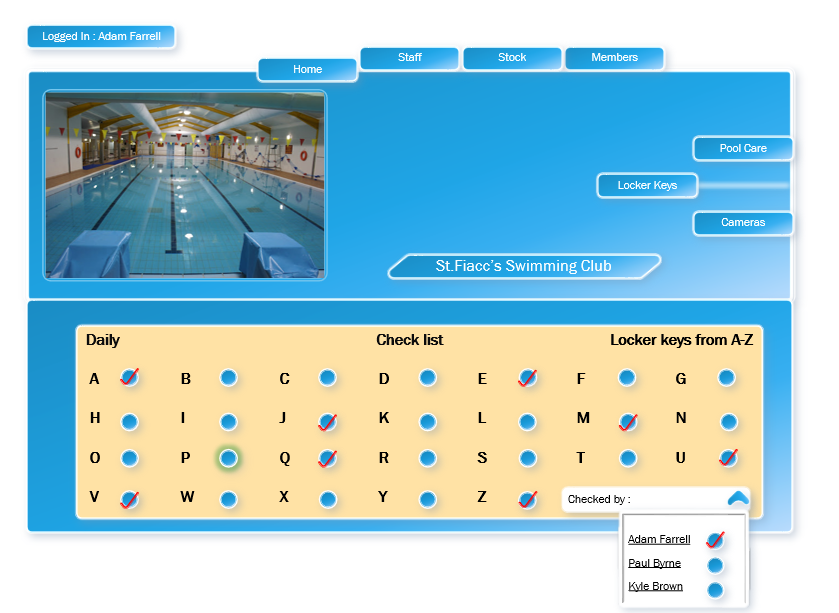 Logged In : Adam Farrell
Home
Staff
Stock
Members
Pool Care
Locker Keys
Cameras
St.Fiacc's Swimming Club
Daily Check list Locker keys from A-Z
A B C D E F G
H I J K L M N
O P Q R S T U
V W X Y Z
Checked by :
Adam Farrell
Paul Byrne
Kyle Brown